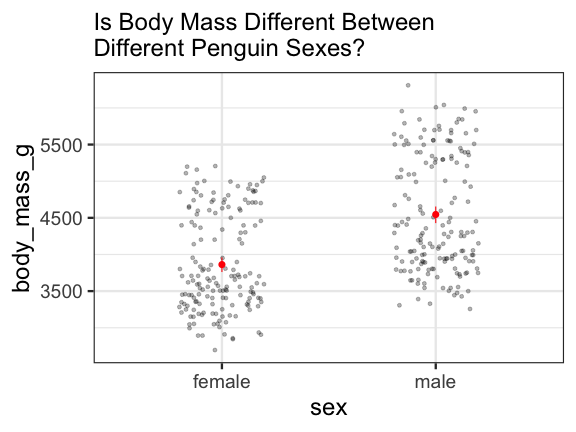 Is Body Mass Different Between
Different Penguin Sexes?
body_mass_g
5500
4500
3500
female
male
sex